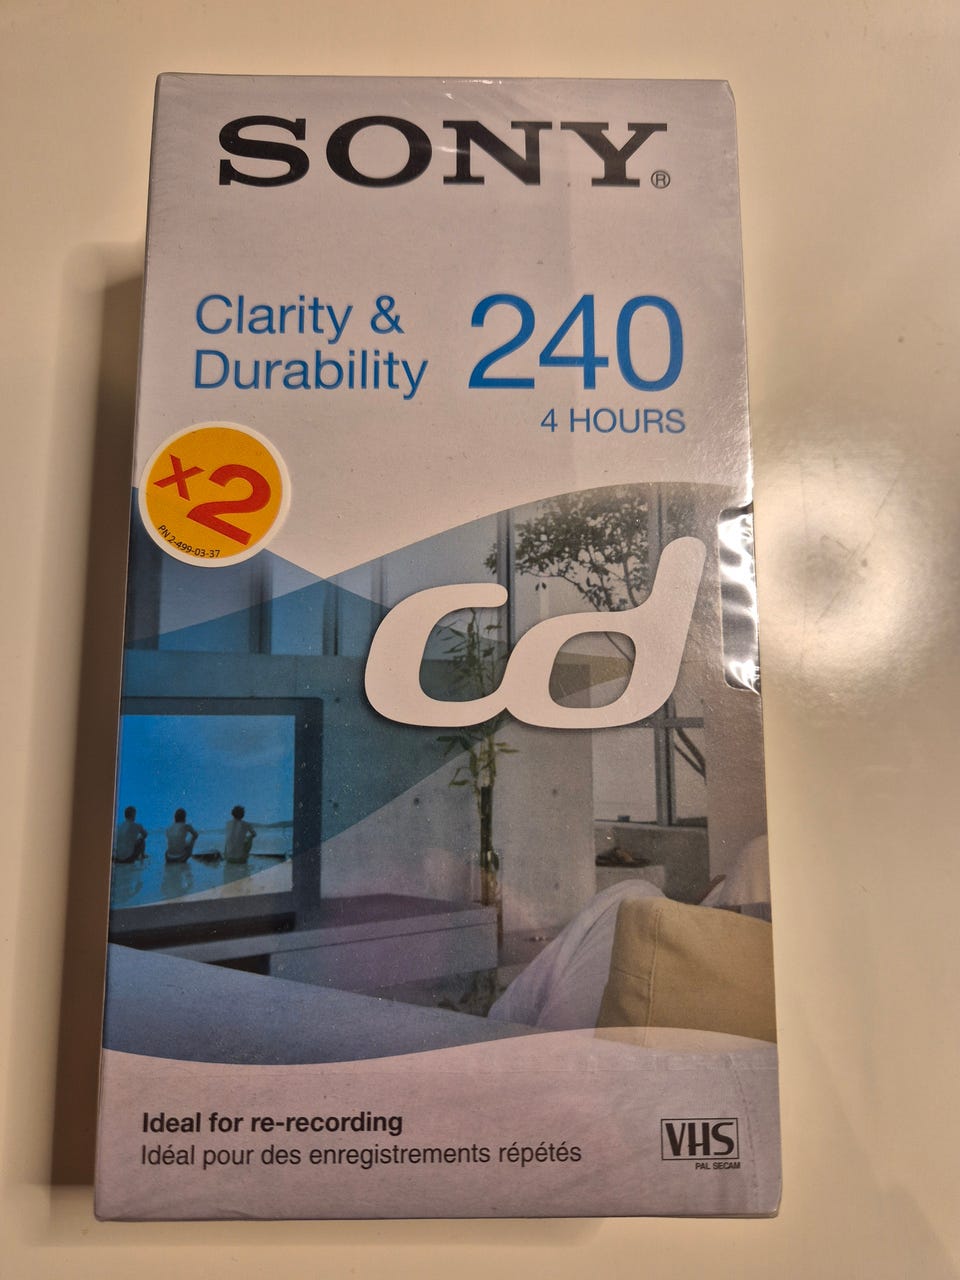 SONY®
Clarity &
Durability
240
4 HOURS
x2
PN 2-499-03-37
cd
Ideal for re-recording
Idéal pour des enregistrements répétés
VHS
PAL SECAM